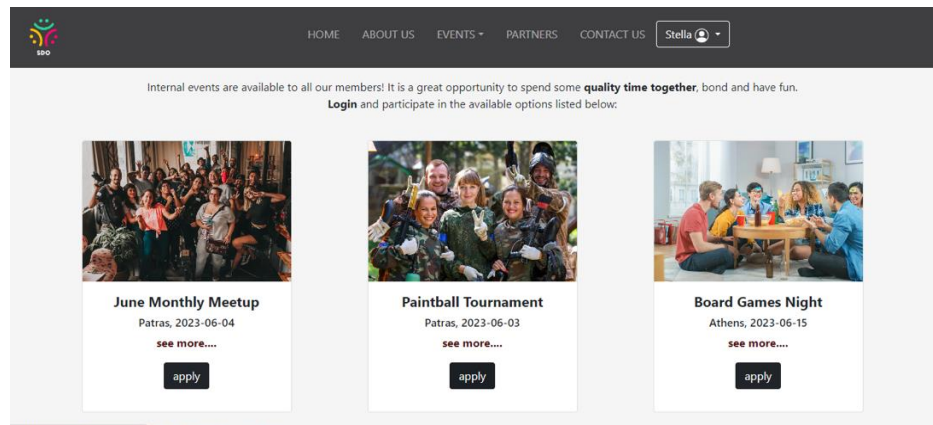 SDO
HOME ABOUT US EVENTS PARTNERS CONTACT US Stella
Internal events are available to all our members! It is a great opportunity to spend some quality time together, bond and have fun.
Login and participate in the available options listed below:
June Monthly Meetup
Patras, 2023-06-04
see more....
apply
Paintball Tournament
Patras, 2023-06-03
see more....
apply
Board Games Night
Athens, 2023-06-15
see more....
apply